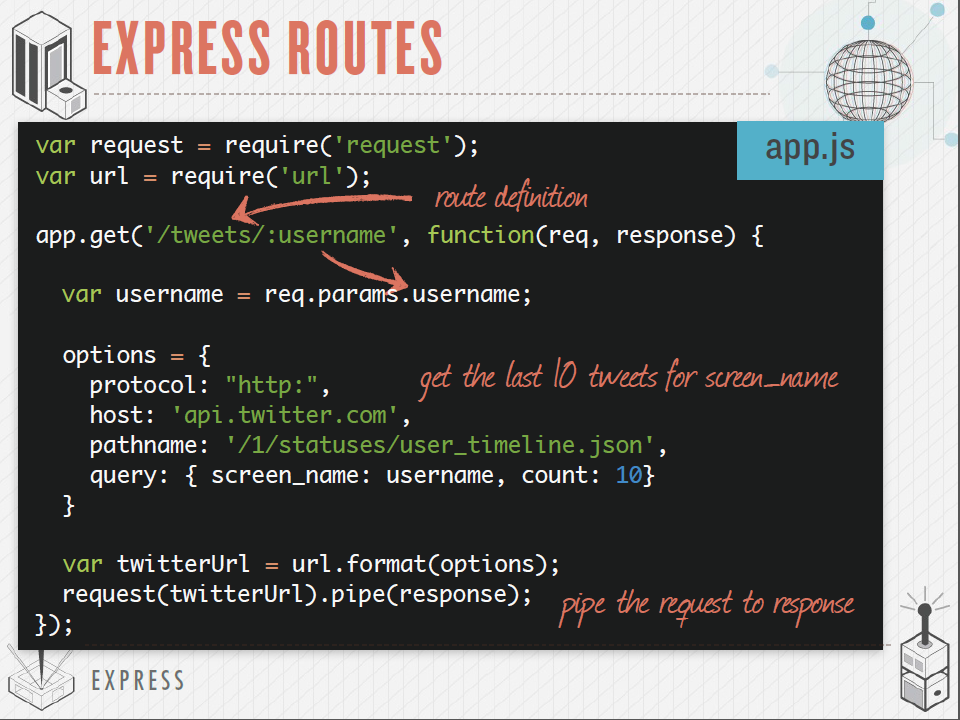 EXPRESS ROUTES
app.js
var request = require('request');
var url = require('url');
route definition
app.get('/tweets/:username', function(req, response) {
var username = req.params.username;
options = {
get the last 10 tweets for screen_name
protocol: "http:",
host: 'api.twitter.com',
pathname: '/1/statuses/user_timeline.json',
query: { screen_name: username, count: 10}
}
var twitterUrl = url.format(options);
request(twitterUrl).pipe(response);
pipe the request to response
});
EXPRESS